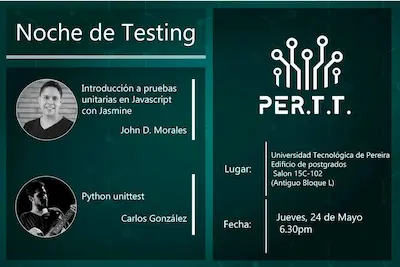 Noche de Testing
Introducción a pruebas
unitarias en Javascript
con Jasmine
John D. Morales
Python unittest
Carlos González
PER.T.T.
Lugar:
Universidad Tecnológica de Pereira
Edificio de postgrados
Salon 15C-102
(Antiguo Bloque L)
Fecha:
Jueves, 24 de Mayo
6.30pm